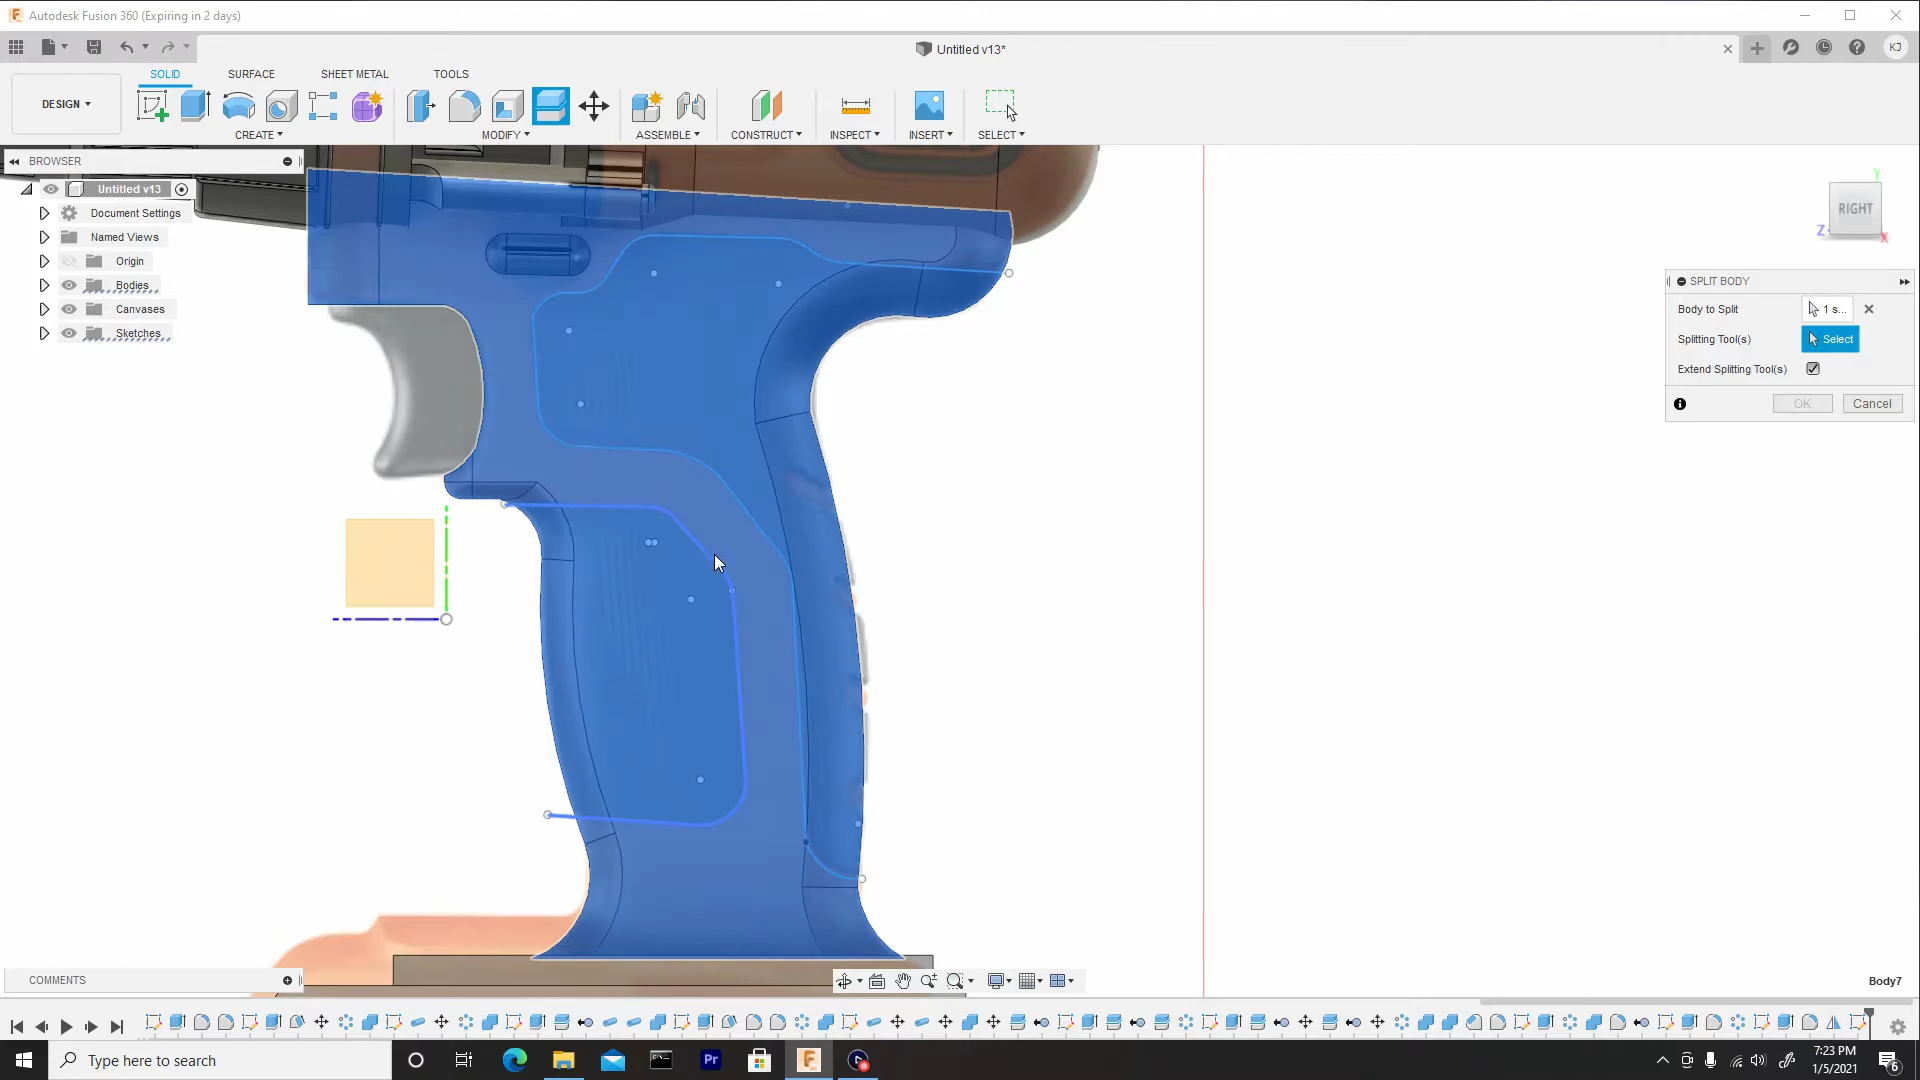 Autodesk Fusion 360 (Expiring in 2 days)
Untitled v13*
KJ
DESIGN
SOLID
SURFACE
SHEET METAL
TOOLS
CREATE
MODIFY
ASSEMBLE
CONSTRUCT
INSPECT
INSERT
SELECT
BROWSER
Untitled v13
Document Settings
Named Views
Origin
Bodies
Canvases
Sketches
Y
RIGHT
Z
X
SPLIT BODY
Body to Split
1 s...
Splitting Tool(s)
Select
Extend Splitting Tool(s)
OK
Cancel
COMMENTS
Body7
Type here to search
Pr
F
7:23 PM
1/5/2021
6